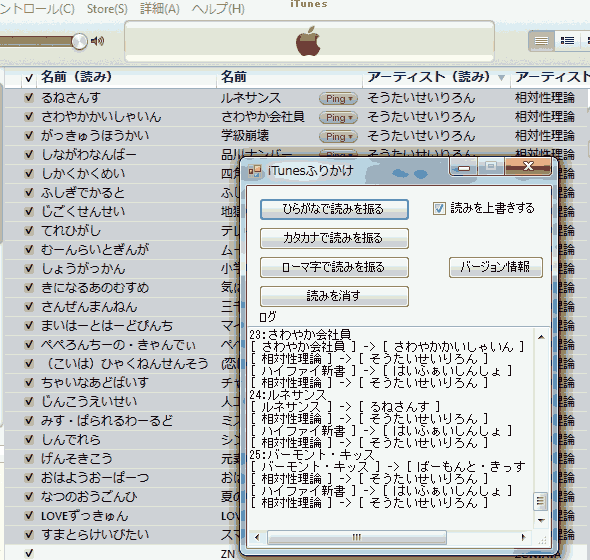 iTunes
ントロール(C) Store(S) 詳細(A) ヘルプ(H)
名前（読み） 名前 アーティスト（読み） アーティスト
るねさんす ルネサンス Ping そうたいせいりろん 相対性理論
さわやかかいしゃいん さわやか会社員 Ping そうたいせいりろん 相対性理論
がっきゅうほうかい 学級崩壊 Ping そうたいせいりろん 相対性理論
しながわなんばー 品川ナンバー Ping そうたいせいりろん 相対性理論
しかくかくめい 四角
ふしぎでかると ふし
じごくせんせい 地獄
てれひがし テレ
むーんらいとぎんが ムー
しょうがっかん 小学
きになるあのむすめ 気に
さんぜんまんねん 三千
まいはーとはーどぴんち マイ
ぺぺろんちーの・きゃんでぃ ペペ
（こいは）ひゃくねんせんそう (恋は
ちゃいなあどばいす チャ
じんこうえいせい 人工
みす・ぱられるわーるど ミス
しんでれら シン
げんそきこう 元素
おはようおーぱーつ おは
なつのおうごんひ 夏の
LOVEずっきゅん LO
すまとらけいびたい スマ
ZN
iTunesふりかけ
ひらがなで読みを振る 読みを上書きする
カタカナで読みを振る
ローマ字で読みを振る バージョン情報
読みを消す
ログ
23:さわやか会社員
[ さわやか会社員 ] -> [ さわやかかいしゃいん ]
[ 相対性理論 ] -> [ そうたいせいりろん ]
[ ハイファイ新書 ] -> [ はいふぁいしんしょ ]
[ 相対性理論 ] -> [ そうたいせいりろん ]
24:ルネサンス
[ ルネサンス ] -> [ るねさんす ]
[ 相対性理論 ] -> [ そうたいせいりろん ]
[ ハイファイ新書 ] -> [ はいふぁいしんしょ ]
[ 相対性理論 ] -> [ そうたいせいりろん ]
25:バーモント・キッス
[ バーモント・キッス ] -> [ ばーもんと・きっす
[ 相対性理論 ] -> [ そうたいせいりろん ]
[ ハイファイ新書 ] -> [ はいふぁいしんしょ ]
[ 相対性理論 ] -> [ そうたいせいりろん ]